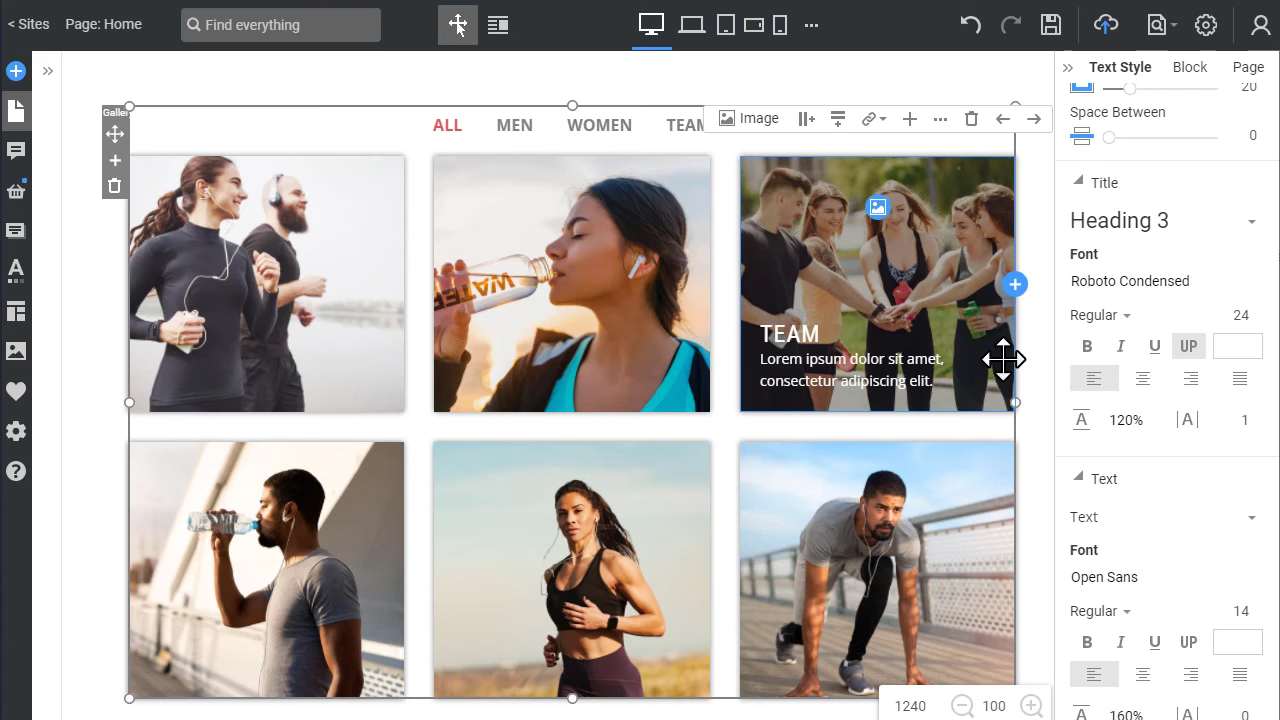 < Sites Page: Home Find everything
Text Style Block Page
20
Space Between
0
Title
Heading 3
Font
Roboto Condensed
Regular 24
B I U UP
120% A 1
Text
Text
Font
Open Sans
Regular 14
B I U UP
160% A 0
ALL MEN WOMEN
Image
WATER
TEAM
Lorem ipsum dolor sit amet,
consectetur adipiscing elit.
1240 100